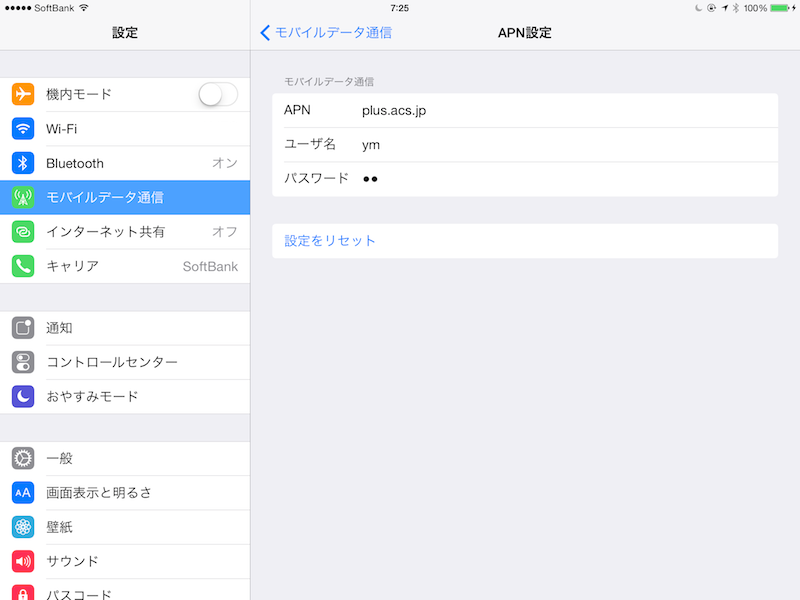 SoftBank 7:25 100%
設定
モバイルデータ通信 APN設定
機内モード
Wi-Fi
Bluetooth オン
モバイルデータ通信
インターネット共有 オフ
キャリア SoftBank
通知
コントロールセンター
おやすみモード
一般
AA 画面表示と明るさ
壁紙
サウンド
パスコード
モバイルデータ通信
APN plus.acs.jp
ユーザ名 ym
パスワード ●●
設定をリセット